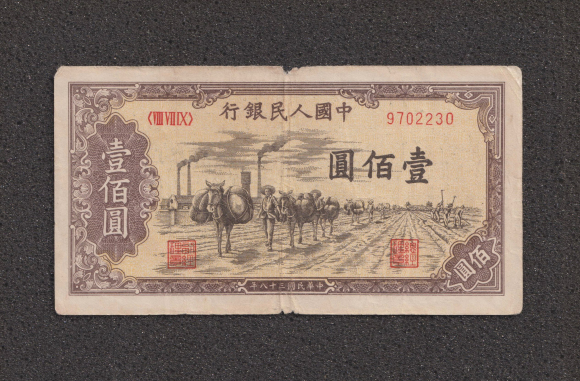 中國人民銀行
〈VIII VII IX〉
9702230
壹佰圓
壹佰圓
佰圓
中華民國三十八年